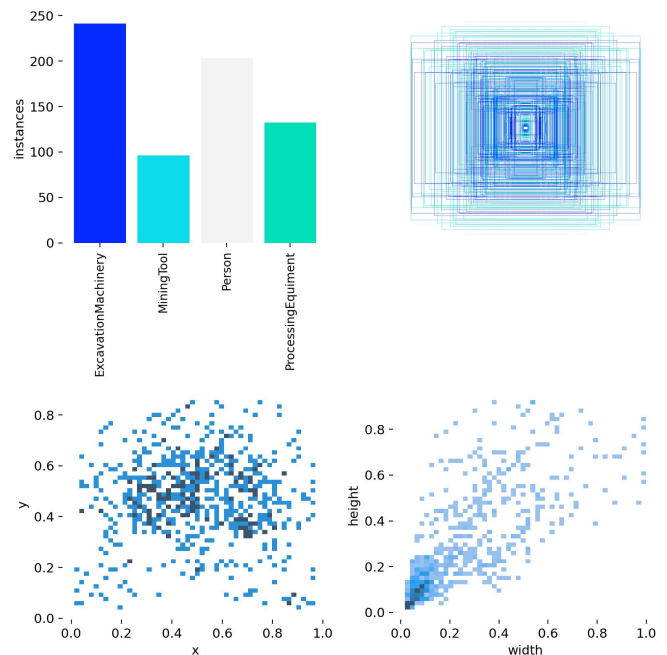 250
200
150
100
50
0
instances
ExcavationMachinery
MiningTool
Person
ProcessingEquiment
0.8
0.6
0.4
0.2
0.0
y
0.0 0.2 0.4 0.6 0.8 1.0
x
0.8
0.6
0.4
0.2
0.0
height
0.0 0.2 0.4 0.6 0.8 1.0
width